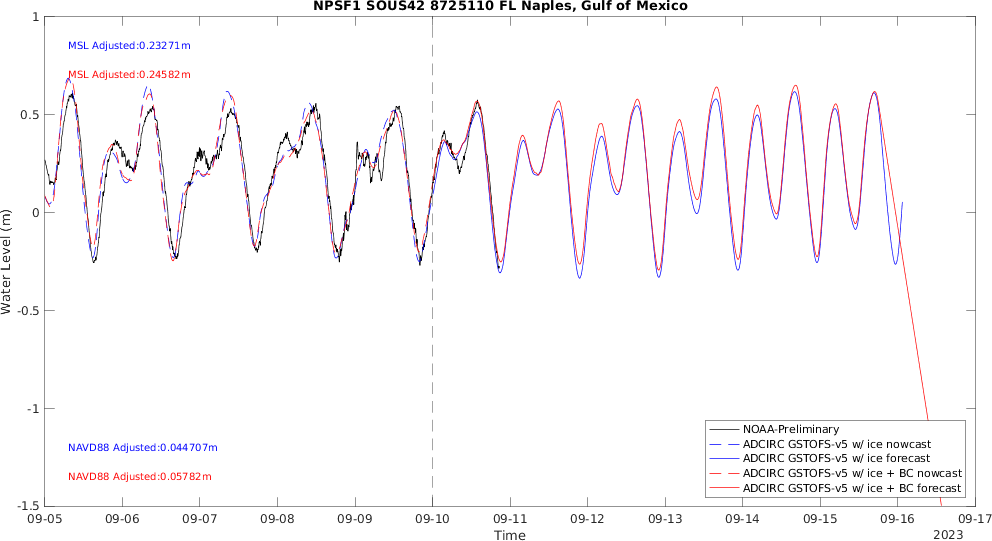 NPSF1 SOUS42 8725110 FL Naples, Gulf of Mexico
MSL Adjusted:0.23271m
MSL Adjusted:0.24582m
Water Level (m)
1
0.5
0
-0.5
-1
-1.5
NAVD88 Adjusted:0.044707m
NAVD88 Adjusted:0.05782m
NOAA-Preliminary
ADCIRC GSTOFS-v5 w/ ice nowcast
ADCIRC GSTOFS-v5 w/ ice forecast
ADCIRC GSTOFS-v5 w/ ice + BC nowcast
ADCIRC GSTOFS-v5 w/ ice + BC forecast
09-05 09-06 09-07 09-08 09-09 09-10 09-11 09-12 09-13 09-14 09-15 09-16 09-17
Time
2023